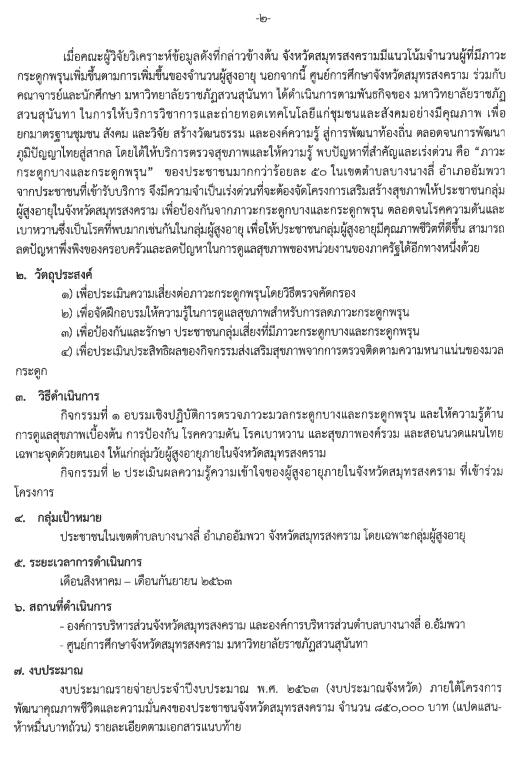 -๒-
เมื่อคณะผู้วิจัยวิเคราะห์ข้อมูลดังที่กล่าวข้างต้น จังหวัดสมุทรสงครามมีแนวโน้มจำนวนผู้ที่มีภาวะ
กระดูกพรุนเพิ่มขึ้นตามการเพิ่มขึ้นของจำนวนผู้สูงอายุ นอกจากนี้ ศูนย์การศึกษาจังหวัดสมุทรสงคราม ร่วมกับ
คณาจารย์และนักศึกษา มหาวิทยาลัยราชภัฏสวนสุนันทา ได้ดำเนินการตามพันธกิจของ มหาวิทยาลัยราชภัฏ
สวนสุนันทา ในการให้บริการวิชาการและถ่ายทอดเทคโนโลยีแก่ชุมชนและสังคมอย่างมีคุณภาพ เพื่อ
ยกมาตรฐานชุมชน สังคม และวิจัย สร้างวัฒนธรรม และองค์ความรู้ สู่การพัฒนาท้องถิ่น ตลอดจนการพัฒนา
ภูมิปัญญาไทยสู่สากล โดยได้ให้บริการตรวจสุขภาพและให้ความรู้ พบปัญหาที่สำคัญและเร่งด่วน คือ "ภาวะ
กระดูกบางและกระดูกพรุน" ของประชาชนมากกว่าร้อยละ ๕๐ ในเขตตำบลบางนางลี่ อำเภออัมพวา
จากประชาชนที่เข้ารับบริการ จึงมีความจำเป็นเร่งด่วนที่จะต้องจัดโครงการเสริมสร้างสุขภาพให้ประชาชนกลุ่ม
ผู้สูงอายุในจังหวัดสมุทรสงคราม เพื่อป้องกันจากภาวะกระดูกบางและกระดูกพรุน ตลอดจนโรคความดันและ
เบาหวานซึ่งเป็นโรคที่พบมากเช่นกันในกลุ่มผู้สูงอายุ เพื่อให้ประชาชนกลุ่มผู้สูงอายุมีคุณภาพชีวิตที่ดีขึ้น สามารถ
ลดปัญหาพึ่งพิงของครอบครัวและลดปัญหาในการดูแลสุขภาพของหน่วยงานของภาครัฐได้อีกทางหนึ่งด้วย
๒. วัตถุประสงค์
๑) เพื่อประเมินความเสี่ยงต่อภาวะกระดูกพรุนโดยวิธีตรวจคัดกรอง
๒) เพื่อจัดฝึกอบรมให้ความรู้ในการดูแลสุขภาพสำหรับการลดภาวะกระดูกพรุน
๓) เพื่อป้องกันและรักษา ประชาชนกลุ่มเสี่ยงที่มีภาวะกระดูกบางและกระดูกพรุน
๔) เพื่อประเมินประสิทธิผลของกิจกรรมส่งเสริมสุขภาพจากการตรวจติดตามความหนาแน่นของมวล
กระดูก
๓. วิธีดำเนินการ
กิจกรรมที่ ๑ อบรมเชิงปฏิบัติการตรวจภาวะมวลกระดูกบางและกระดูกพรุน และให้ความรู้ด้าน
การดูแลสุขภาพเบื้องต้น การป้องกัน โรคความดัน โรคเบาหวาน และสุขภาพองค์รวม และสอนนวดแผนไทย
เฉพาะจุดด้วยตนเอง ให้แก่กลุ่มวัยผู้สูงอายุภายในจังหวัดสมุทรสงคราม
กิจกรรมที่ ๒ ประเมินผลความรู้ความเข้าใจของผู้สูงอายุภายในจังหวัดสมุทรสงคราม ที่เข้าร่วม
โครงการ
๔. กลุ่มเป้าหมาย
ประชาชนในเขตตำบลบางนางลี่ อำเภออัมพวา จังหวัดสมุทรสงคราม โดยเฉพาะกลุ่มผู้สูงอายุ
๕. ระยะเวลาการดำเนินการ
เดือนสิงหาคม – เดือนกันยายน ๒๕๖๓
๖. สถานที่ดำเนินการ
- องค์การบริหารส่วนจังหวัดสมุทรสงคราม และองค์การบริหารส่วนตำบลบางนางลี่ อ.อัมพวา
- ศูนย์การศึกษาจังหวัดสมุทรสงคราม มหาวิทยาลัยราชภัฏสวนสุนันทา
๗. งบประมาณ
งบประมาณรายจ่ายประจำปีงบประมาณ พ.ศ. ๒๕๖๓ (งบประมาณจังหวัด) ภายใต้โครงการ
พัฒนาคุณภาพชีวิตและความมั่นคงของประชาชนจังหวัดสมุทรสงคราม จำนวน ๘๕๐,๐๐๐ บาท (แปดแสน-
ห้าหมื่นบาทถ้วน) รายละเอียดตามเอกสารแนบท้าย